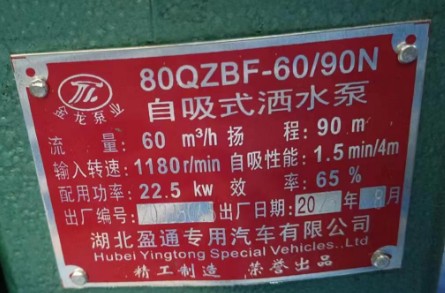 80QZBF-60/90N
金龙泵业
自吸式洒水泵
流 量: 60 m³/h 扬 程: 90 m
输入转速: 1180r/min 自吸性能: 1.5min/4m
配用功率: 22.5 kw 效 率: 65 %
出厂编号: 出厂日期: 20 年 月
湖北盈通专用汽车有限公司
Hubei Yingtong Special Vehicles..Ltd
精工制造 荣誉出品